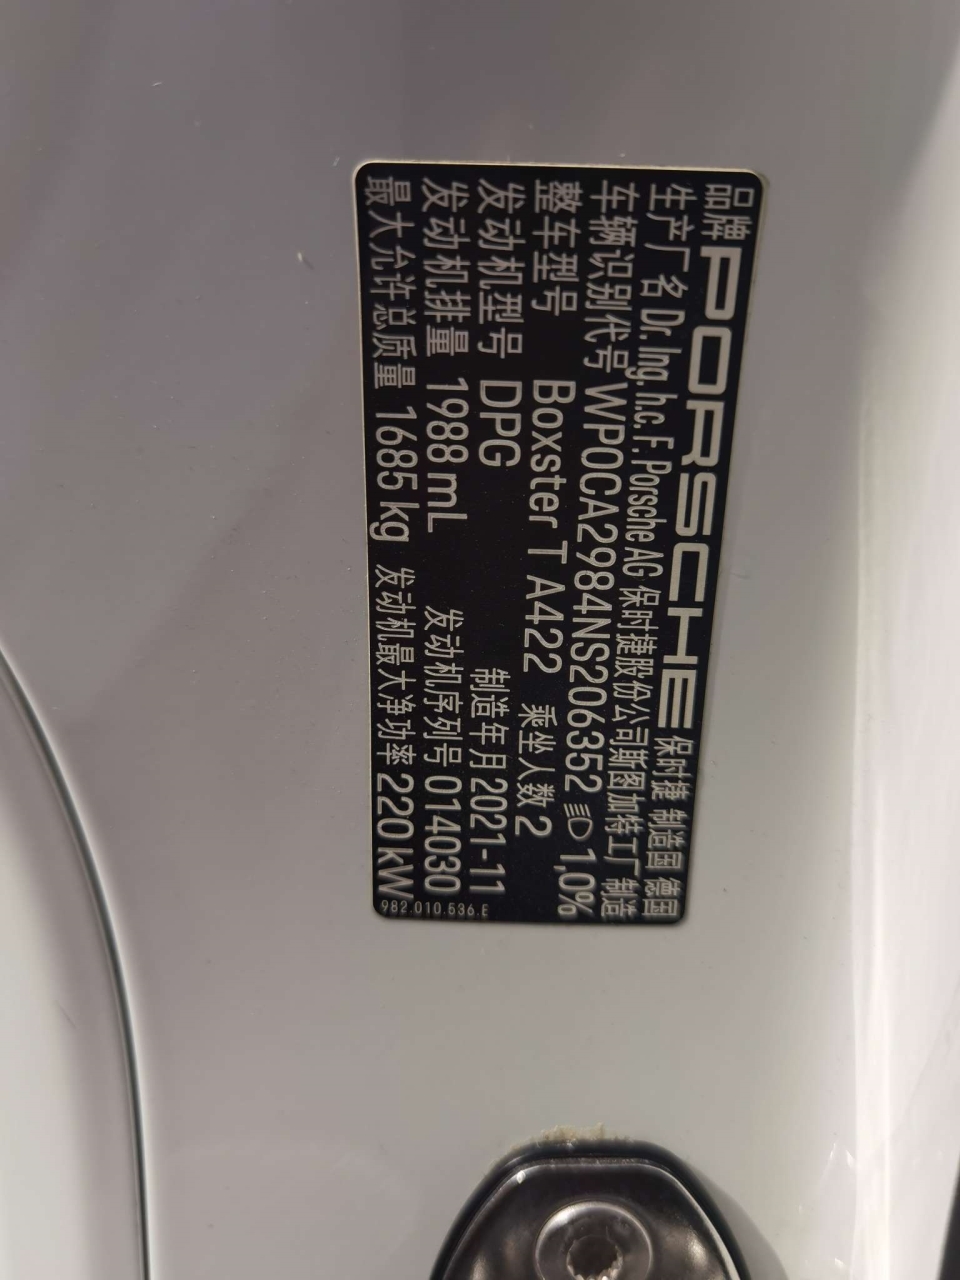 品牌 PORSCHE 保时捷 制造国 德国
生产厂名 Dr. Ing. h.c. F. Porsche AG 保时捷股份公司斯图加特工厂制造
车辆识别代号 WP0CA2984NS206352 1,0%
整车型号 Boxster T A422 乘坐人数 2
发动机型号 DPG 制造年月 2021-11
发动机排量 1988 mL 发动机序列号 014030
最大允许总质量 1685 kg 发动机最大净功率 220 kW
982.010.536.E